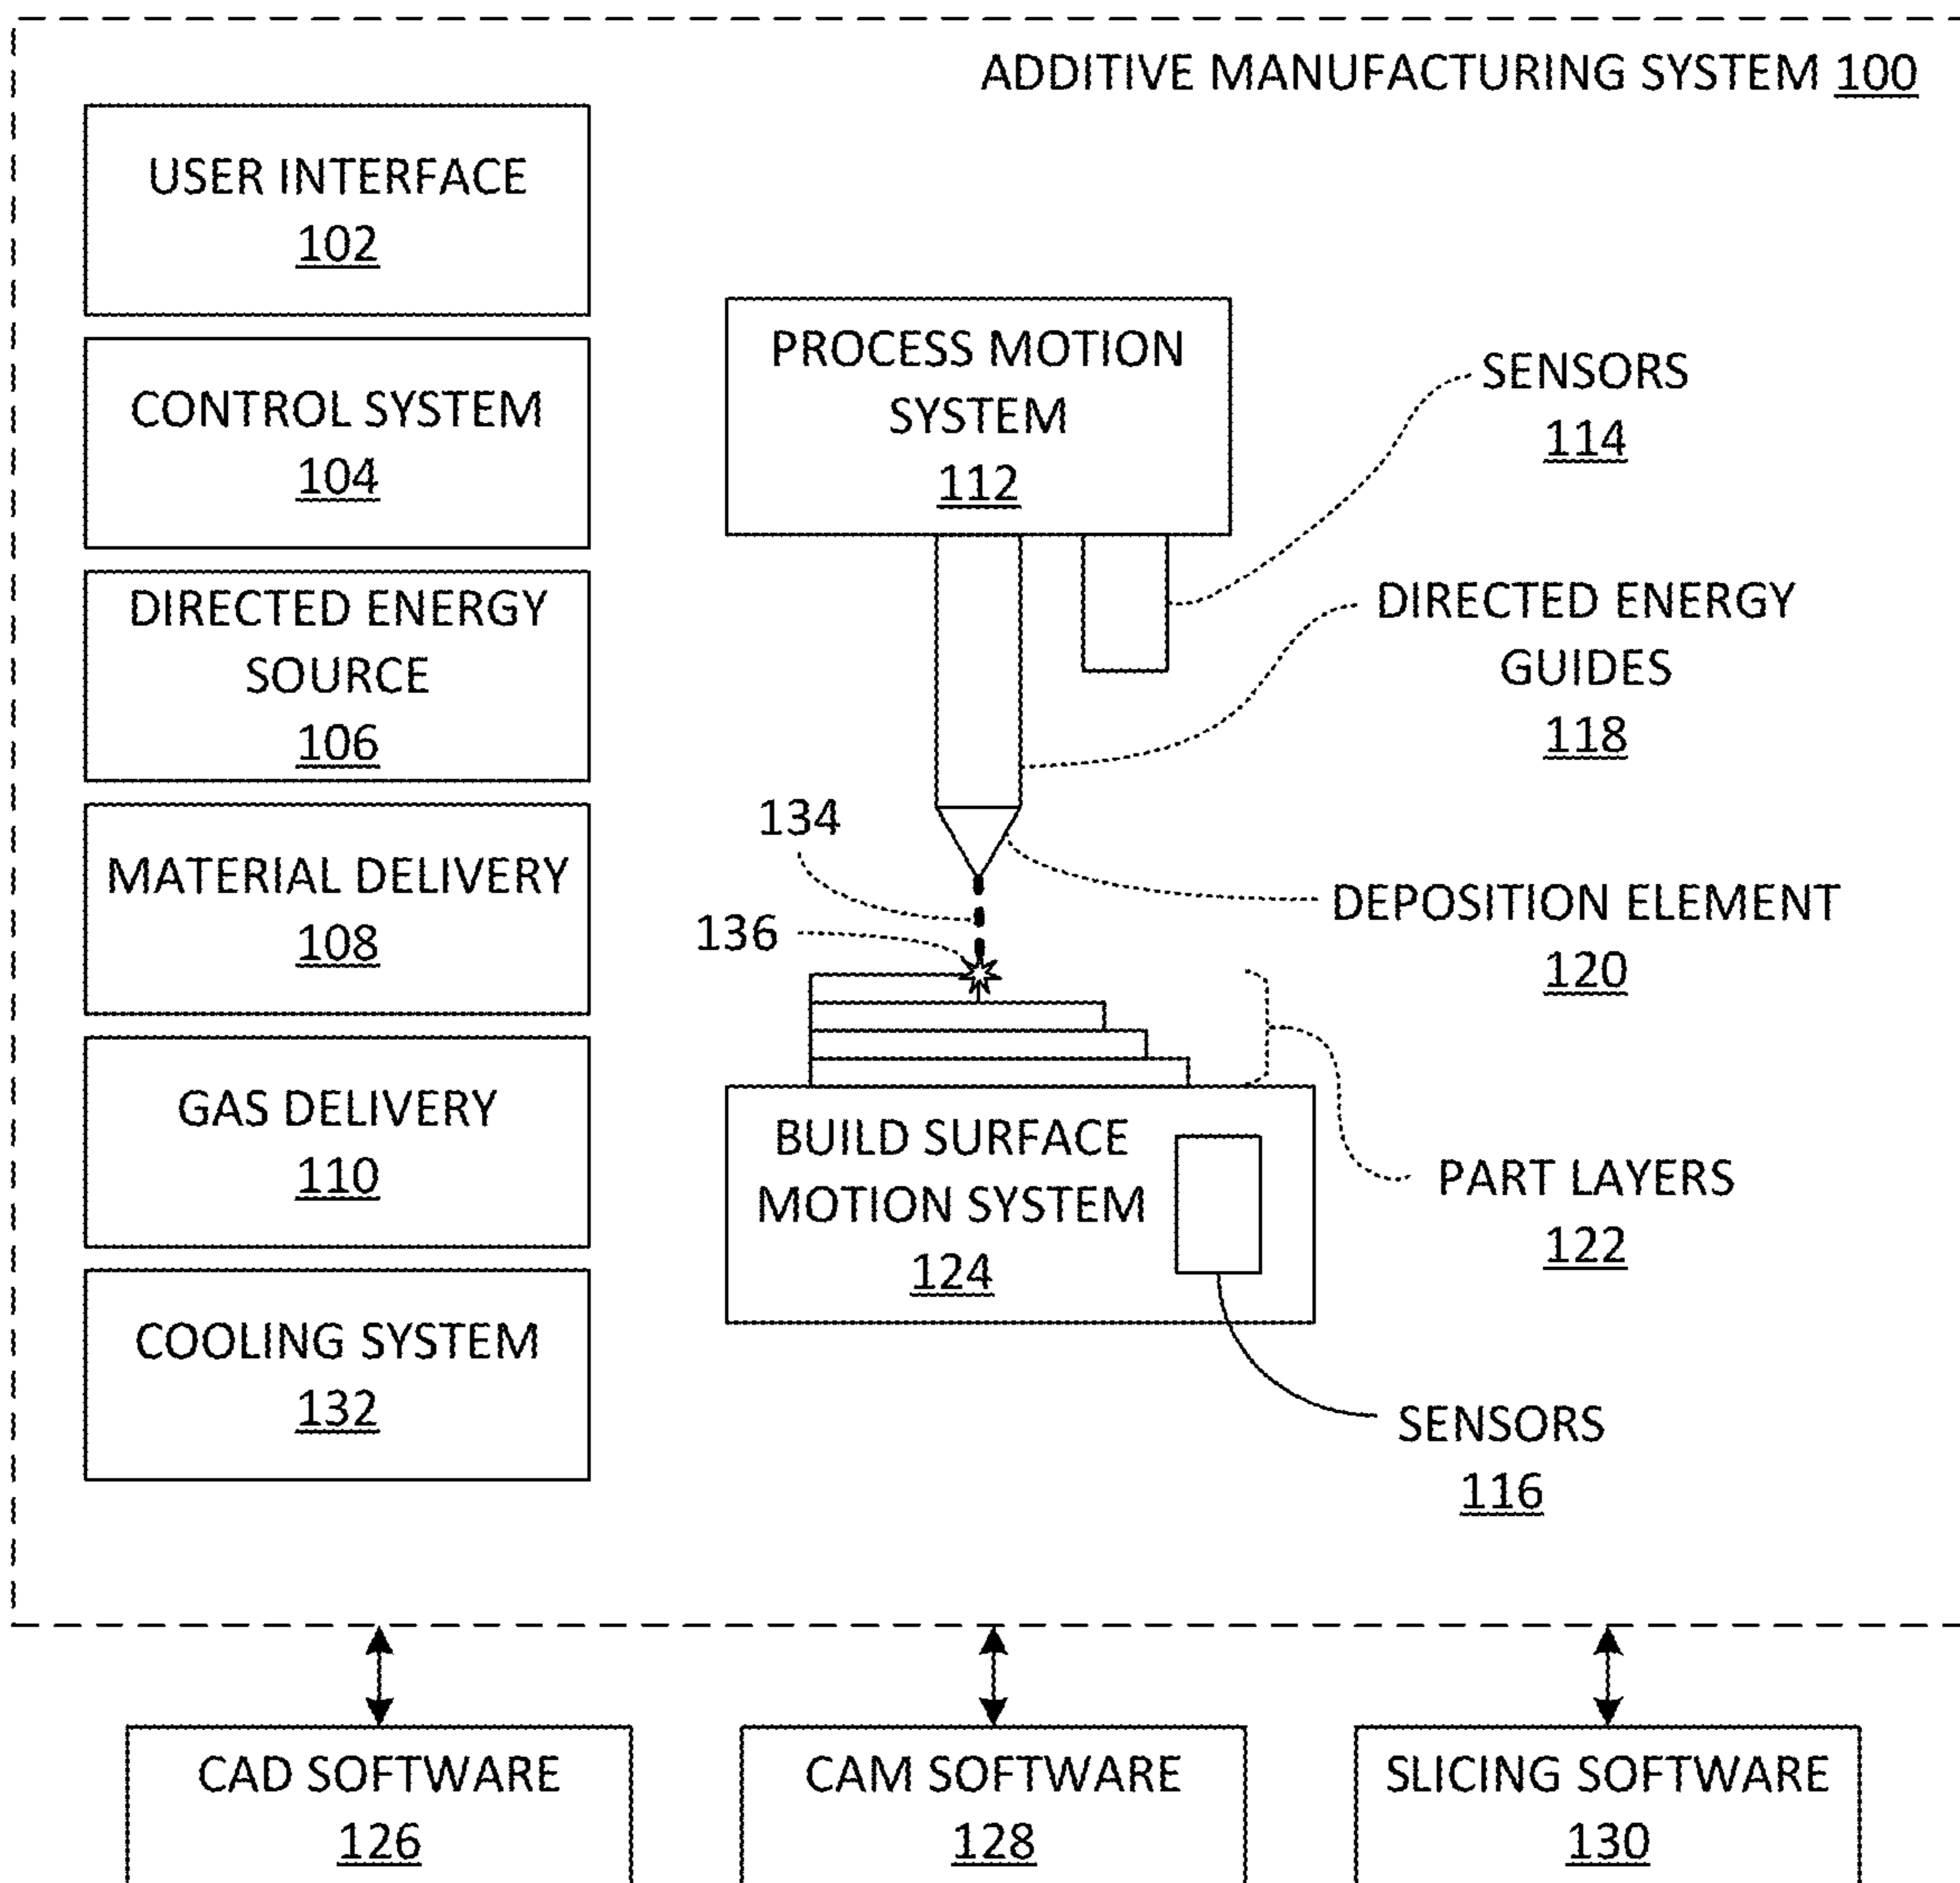 ADDITIVE MANUFACTURING SYSTEM 100
USER INTERFACE
102
CONTROL SYSTEM
104
DIRECTED ENERGY
SOURCE
106
MATERIAL DELIVERY
108
GAS DELIVERY
110
COOLING SYSTEM
132
PROCESS MOTION
SYSTEM
112
SENSORS
114
DIRECTED ENERGY
GUIDES
118
134
136
DEPOSITION ELEMENT
120
BUILD SURFACE
MOTION SYSTEM
124
PART LAYERS
122
SENSORS
116
CAD SOFTWARE
126
CAM SOFTWARE
128
SLICING SOFTWARE
130